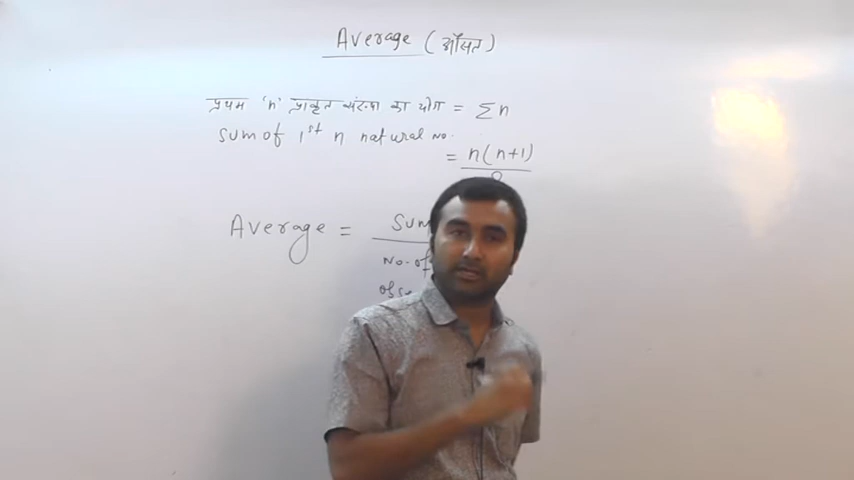 Average (औसत)
प्रथम 'n' प्राकृत संख्या का योग = Σn
Sum of 1st n natural no.
= n(n+1)
Average = Sum
No. of